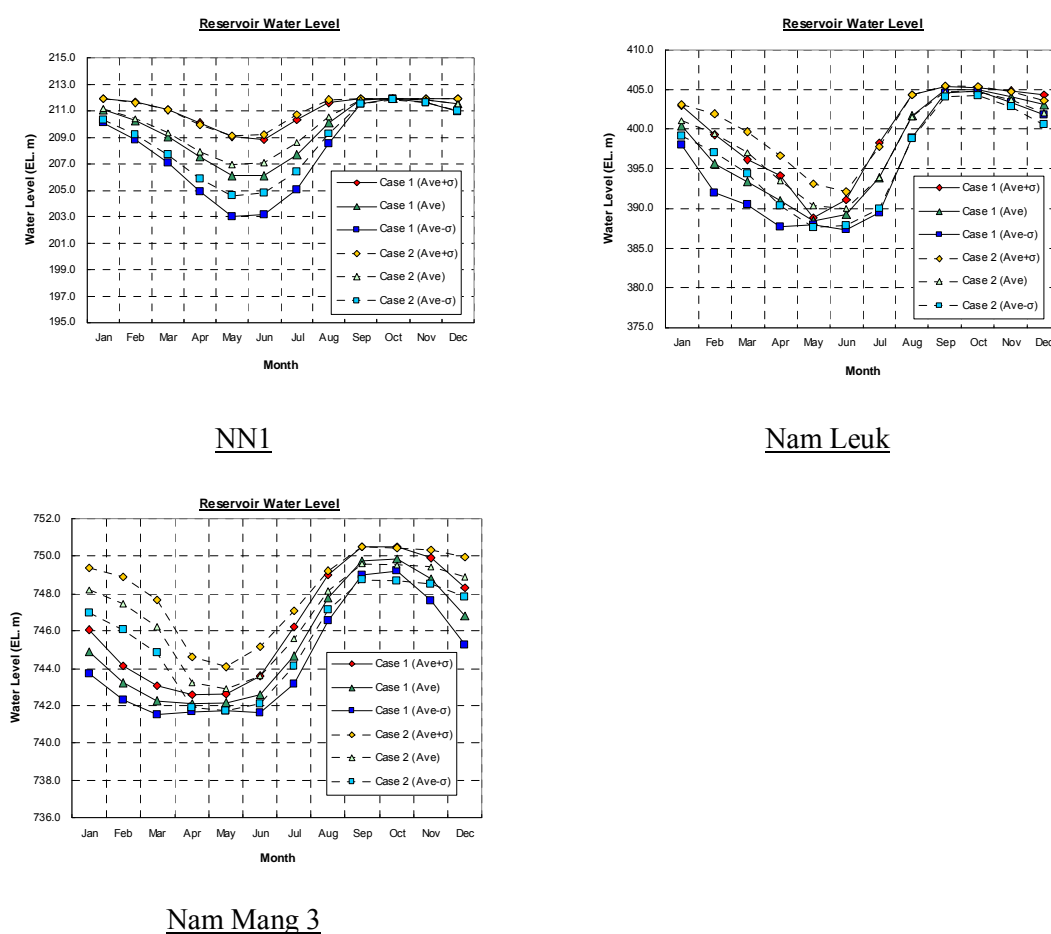 Reservoir Water Level
Water Level (EL. m)
215.0
213.0
211.0
209.0
207.0
205.0
203.0
201.0
199.0
197.0
195.0
Jan Feb Mar Apr May Jun Jul Aug Sep Oct Nov Dec
Month
Case 1 (Ave+σ)
Case 1 (Ave)
Case 1 (Ave-σ)
Case 2 (Ave+σ)
Case 2 (Ave)
Case 2 (Ave-σ)
NN1
Reservoir Water Level
Water Level (EL. m)
410.0
405.0
400.0
395.0
390.0
385.0
380.0
375.0
Jan Feb Mar Apr May Jun Jul Aug Sep Oct Nov Dec
Month
Case 1 (Ave+σ)
Case 1 (Ave)
Case 1 (Ave-σ)
Case 2 (Ave+σ)
Case 2 (Ave)
Case 2 (Ave-σ)
Nam Leuk
Reservoir Water Level
Water Level (EL. m)
752.0
750.0
748.0
746.0
744.0
742.0
740.0
738.0
736.0
Jan Feb Mar Apr May Jun Jul Aug Sep Oct Nov Dec
Month
Case 1 (Ave+σ)
Case 1 (Ave)
Case 1 (Ave-σ)
Case 2 (Ave+σ)
Case 2 (Ave)
Case 2 (Ave-σ)
Nam Mang 3